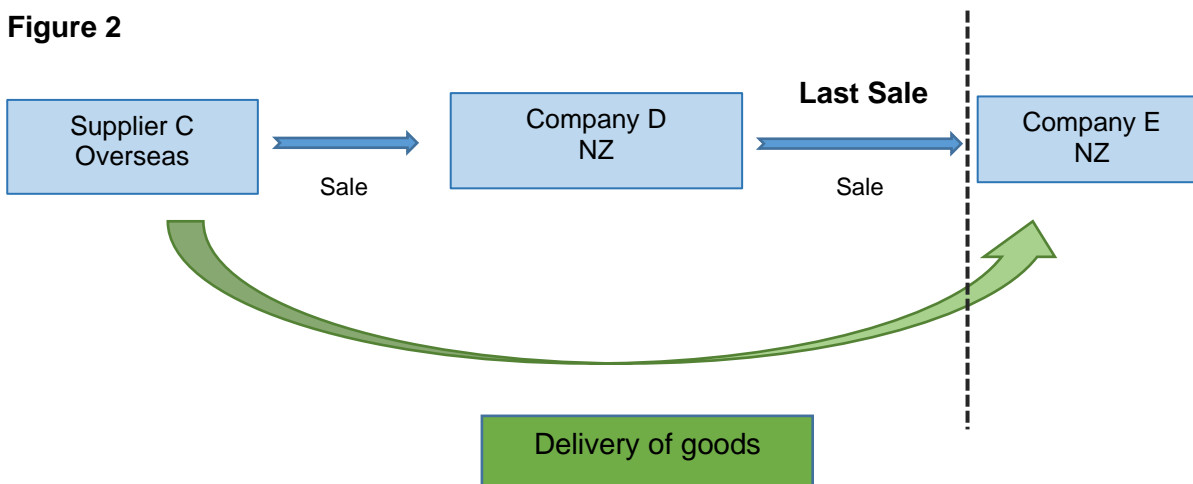 Figure 2
Supplier C
Overseas
Sale
Company D
NZ
Last Sale
Sale
Company E
NZ
Delivery of goods